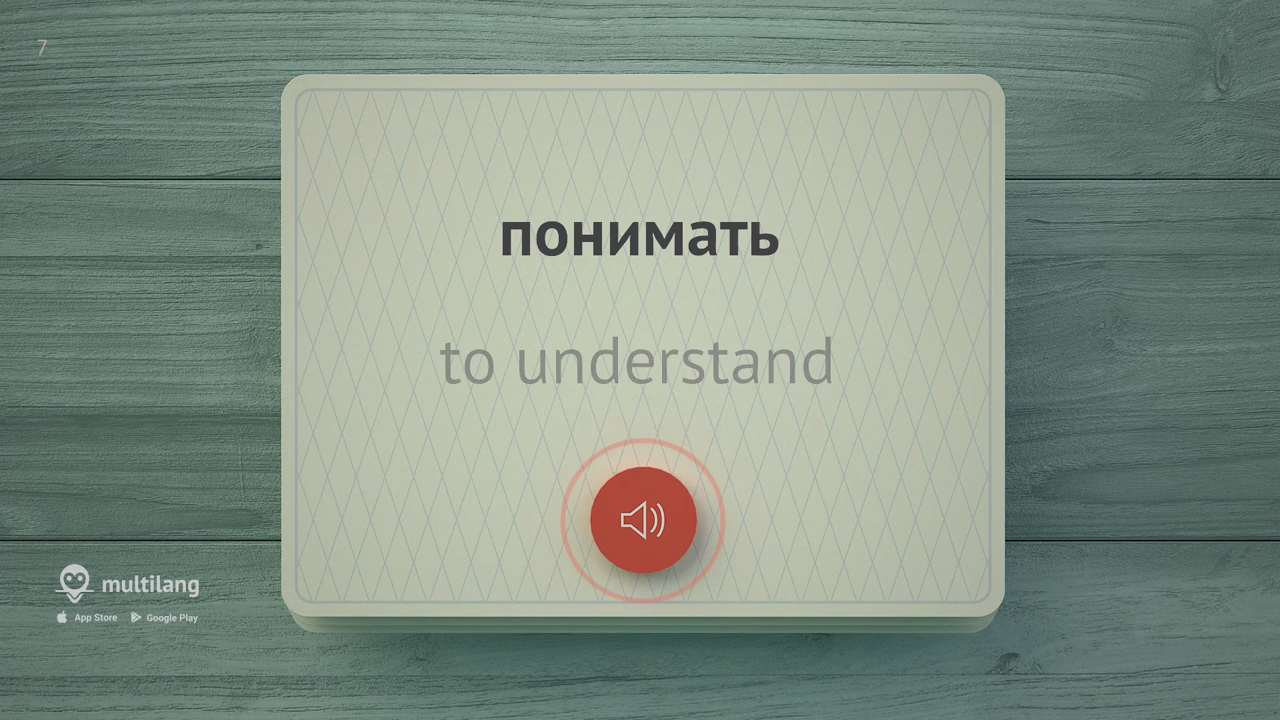 7
понимать
to understand
multilang
App Store Google Play